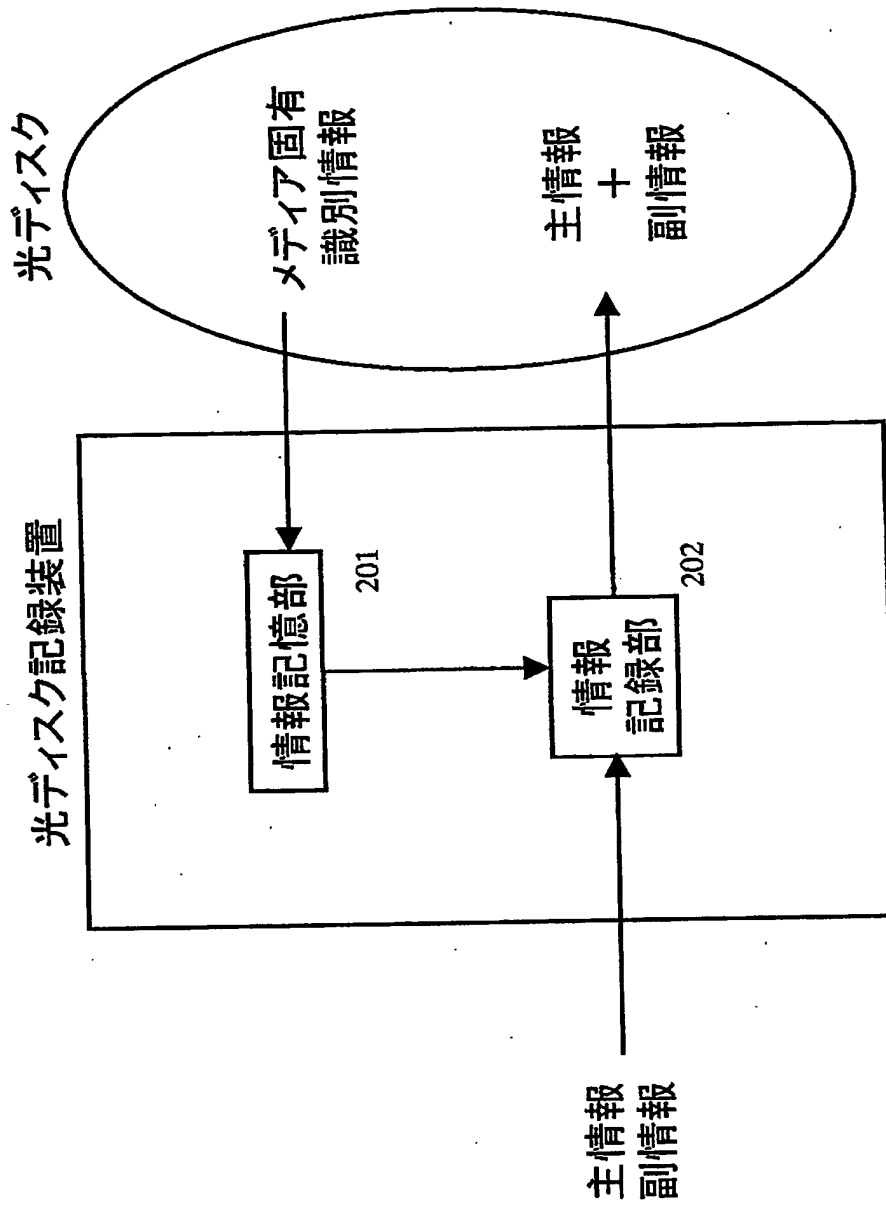 光ディスク記録装置
光ディスク
情報記憶部
201
メディア固有
識別情報
主情報
副情報
情報
記録部
202
主情報
+
副情報